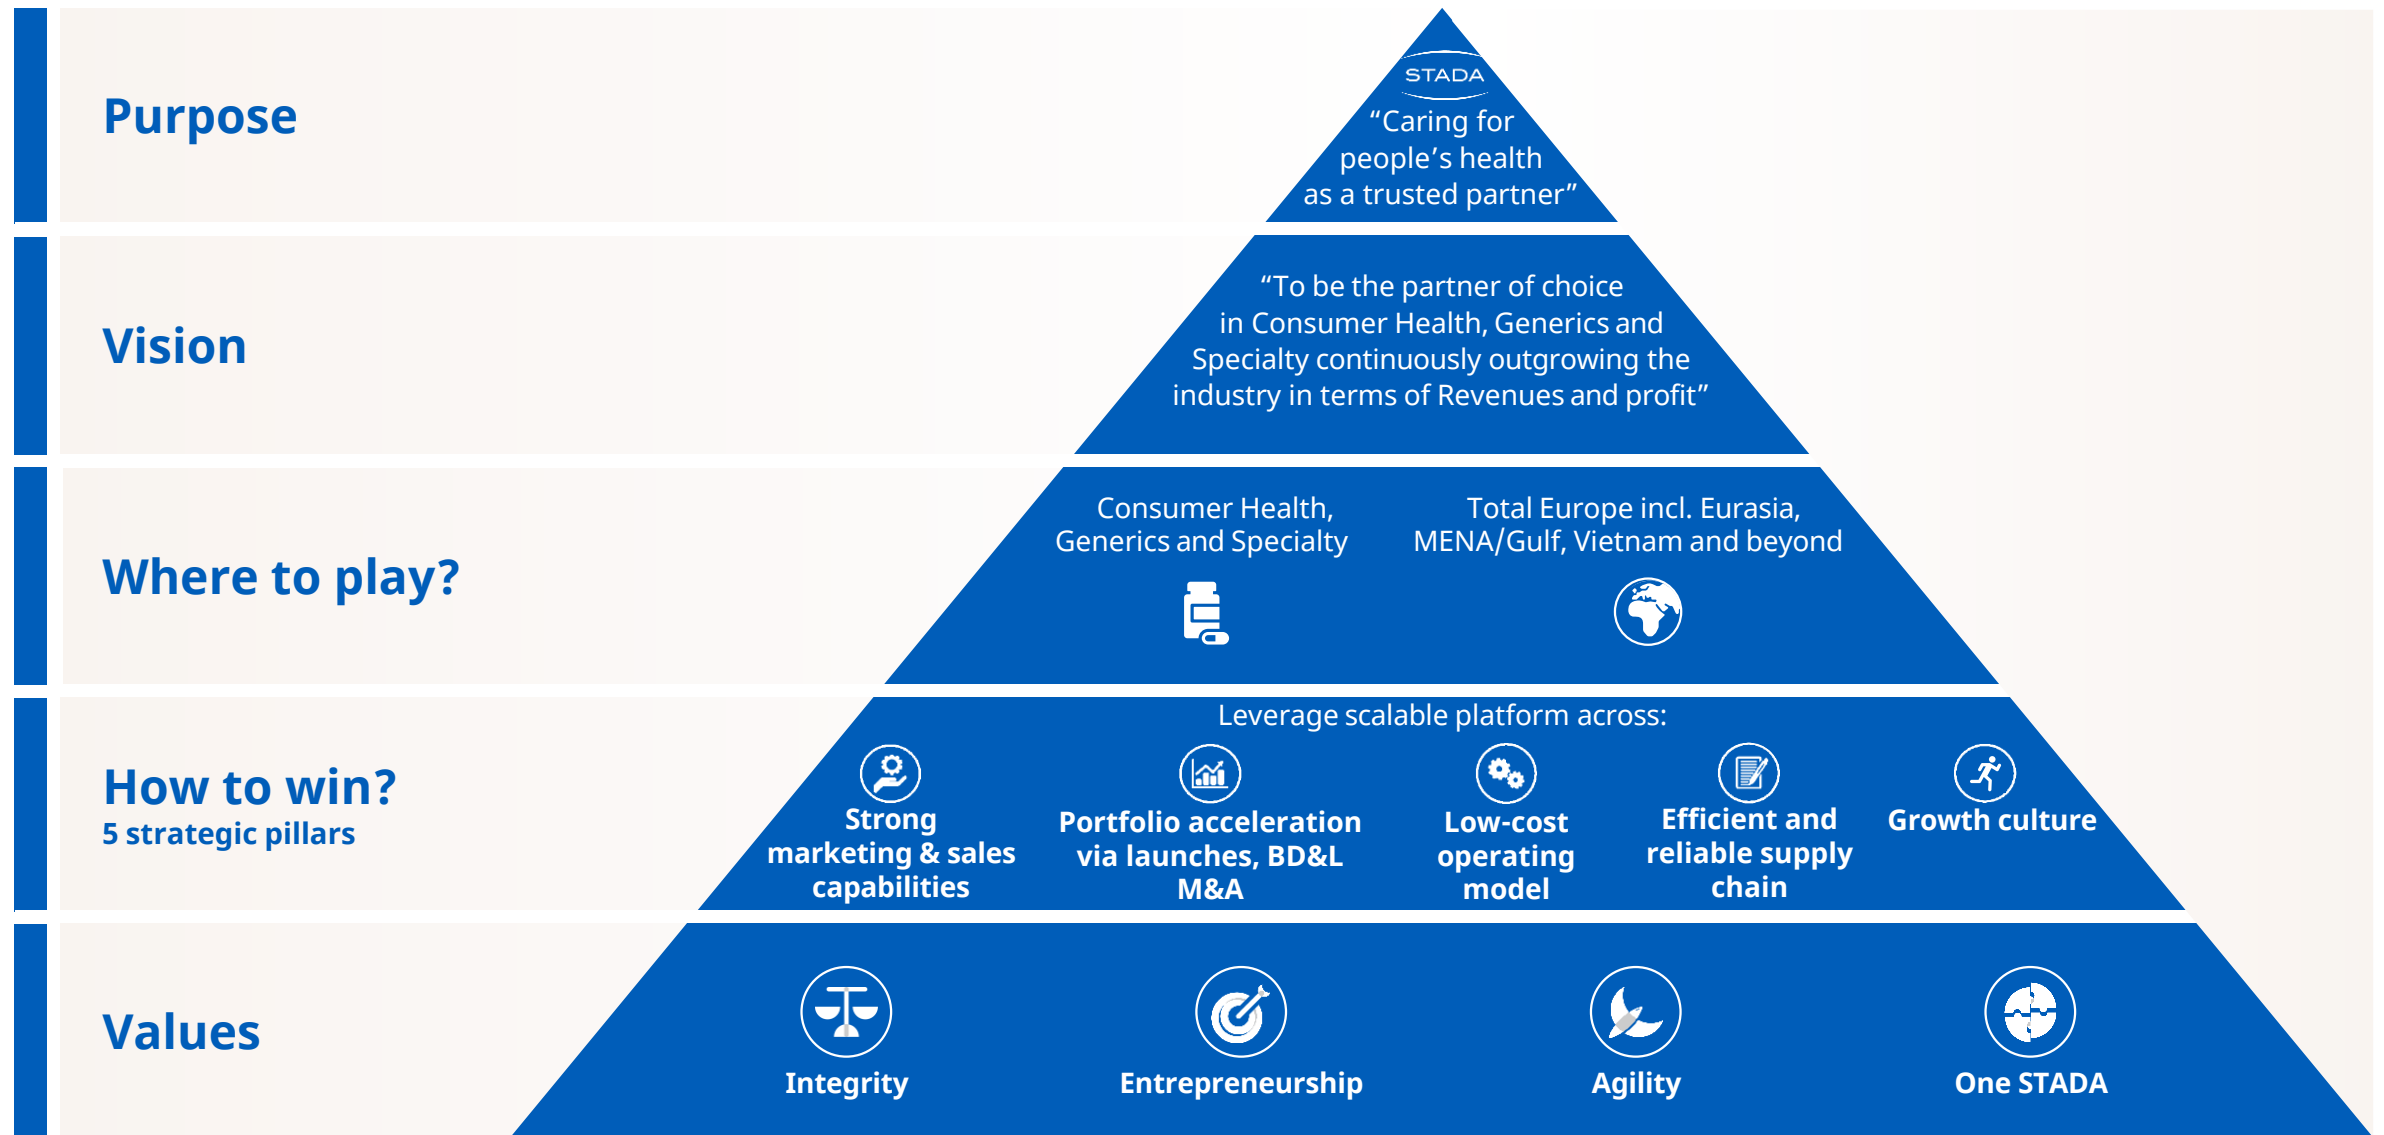 Purpose
STADA
“Caring for
people’s health
as a trusted partner”
Vision
“To be the partner of choice
in Consumer Health, Generics and
Specialty continuously outgrowing the
industry in terms of Revenues and profit”
Where to play?
Consumer Health,
Generics and Specialty
Total Europe incl. Eurasia,
MENA/Gulf, Vietnam and beyond
How to win?
5 strategic pillars
Leverage scalable platform across:
Strong
marketing & sales
capabilities
Portfolio acceleration
via launches, BD&L
M&A
Low-cost
operating
model
Efficient and
reliable supply
chain
Growth culture
Values
Integrity
Entrepreneurship
Agility
One STADA